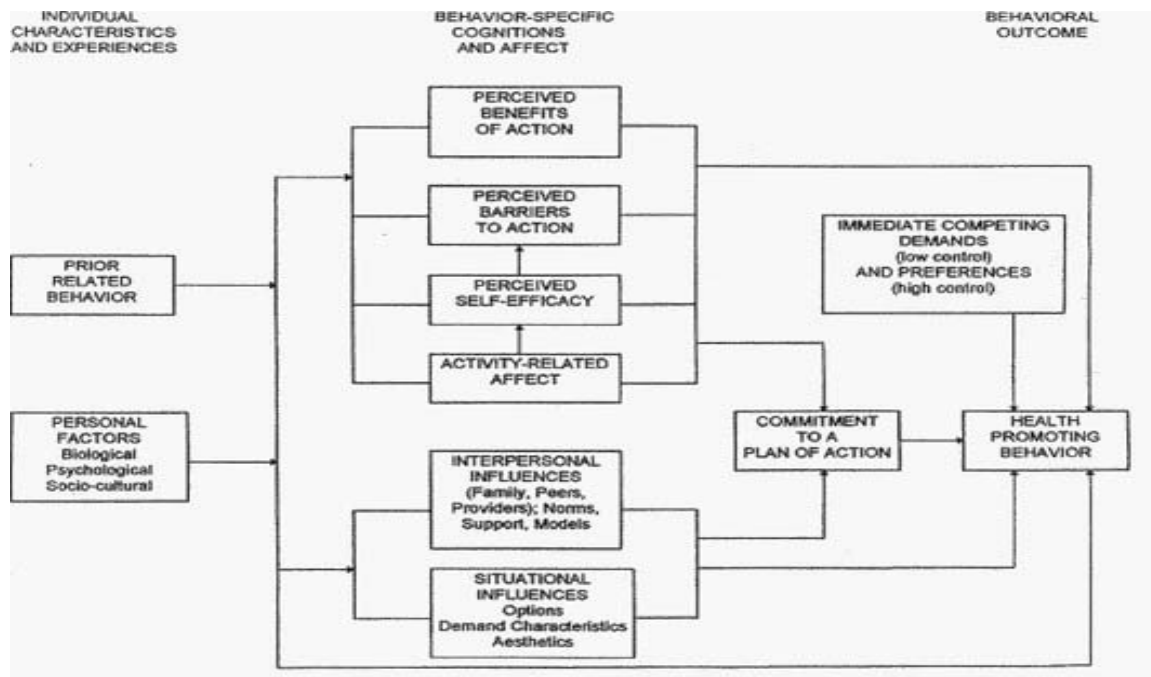 INDIVIDUAL
CHARACTERISTICS
AND EXPERIENCES
BEHAVIOR-SPECIFIC
COGNITIONS
AND AFFECT
BEHAVIORAL
OUTCOME
PERCEIVED
BENEFITS
OF ACTION
PERCEIVED
BARRIERS
TO ACTION
PERCEIVED
SELF-EFFICACY
ACTIVITY-RELATED
AFFECT
PRIOR
RELATED
BEHAVIOR
PERSONAL
FACTORS
Biological
Psychological
Socio-cultural
INTERPERSONAL
INFLUENCES
(Family, Peers,
Providers); Norms,
Support, Models
SITUATIONAL
INFLUENCES
Options
Demand Characteristics
Aesthetics
IMMEDIATE COMPETING
DEMANDS
(low control)
AND PREFERENCES
(high control)
COMMITMENT
TO A
PLAN OF ACTION
HEALTH
PROMOTING
BEHAVIOR